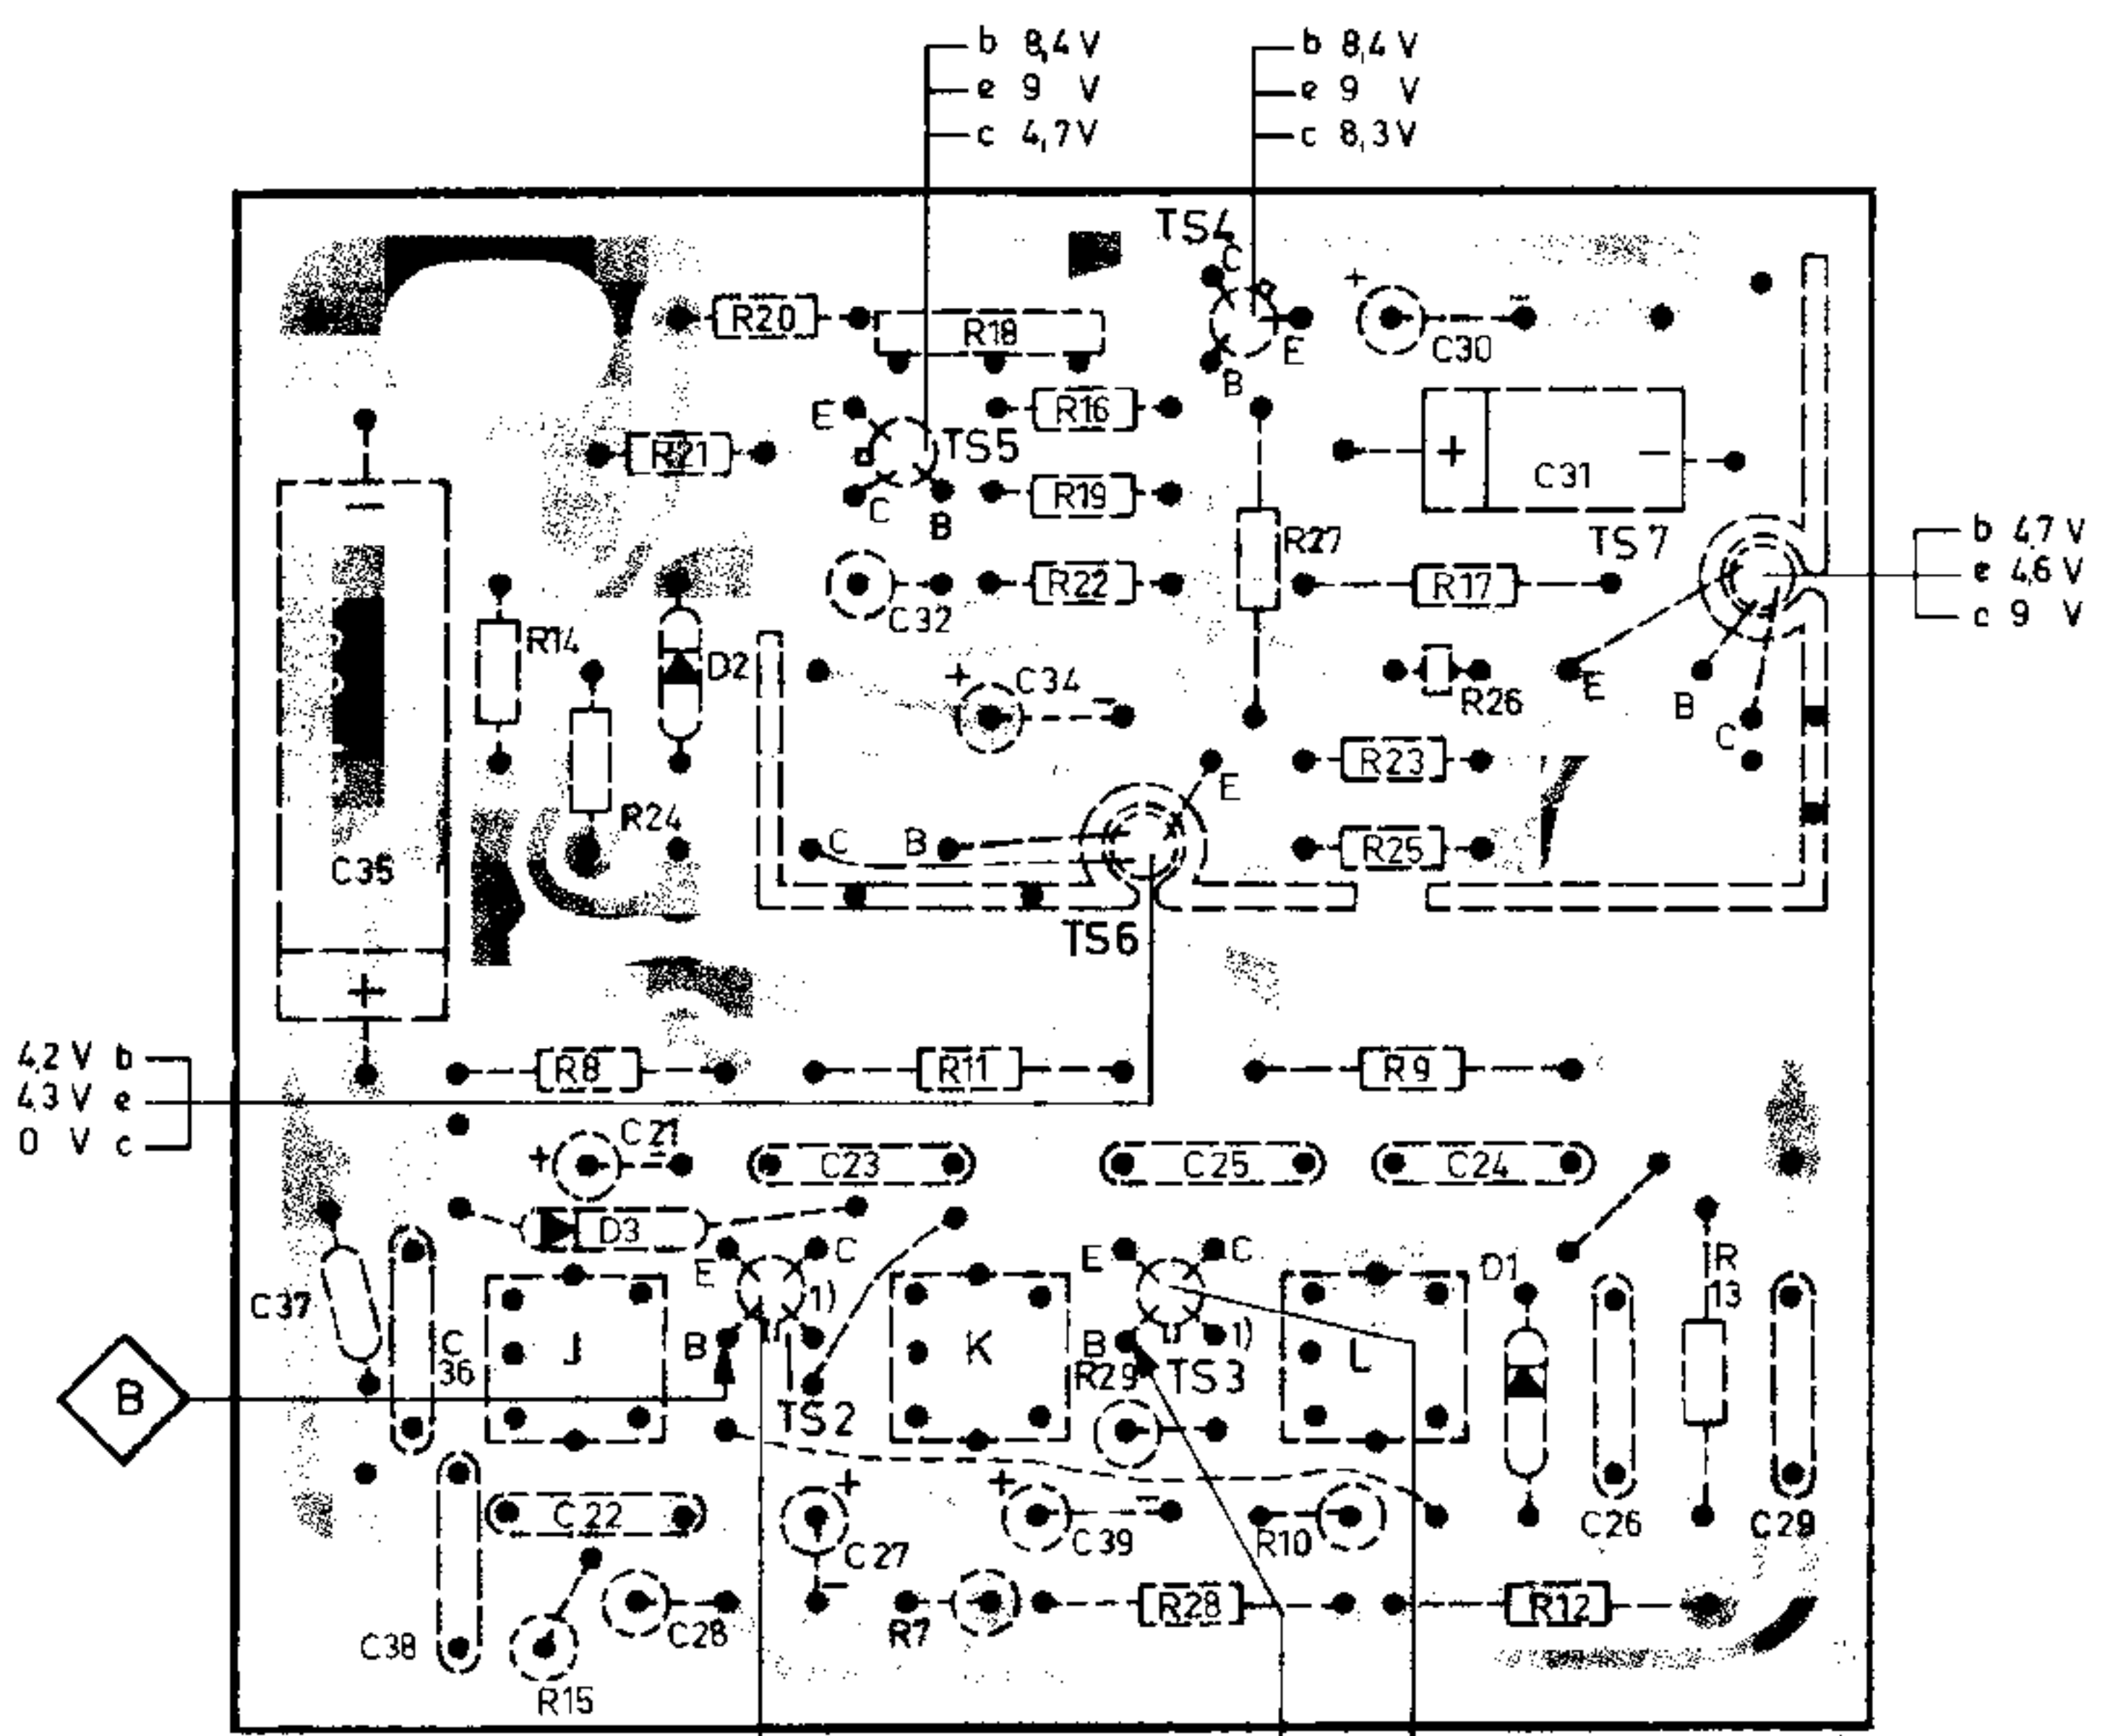 b 8,4 V
e 9 V
c 4,7 V
b 8,4 V
e 9 V
c 8,3 V
TS4
C
E
B
+
-
C30
R20
R18
E
R16
R21
TS5
C
B
R19
+
-
C31
R27
TS7
b 4,7 V
e 4,6 V
c 9 V
-
C32
R22
R17
R14
D2
+
C34
-
R26
E
B
C
R23
E
R24
C
B
R25
C35
TS6
+
R8
R11
R9
4,2 V b
4,3 V e
0 V c
+
C21
-
C23
C25
C24
D3
E
C
E
C
D1
R
13
C37
1)
1)
C
36
J
B
K
B
R29
TS3
L
B
TS2
+
+
-
C22
C27
-
C39
R10
C26
C29
C28
R7
R28
R12
C38
R15